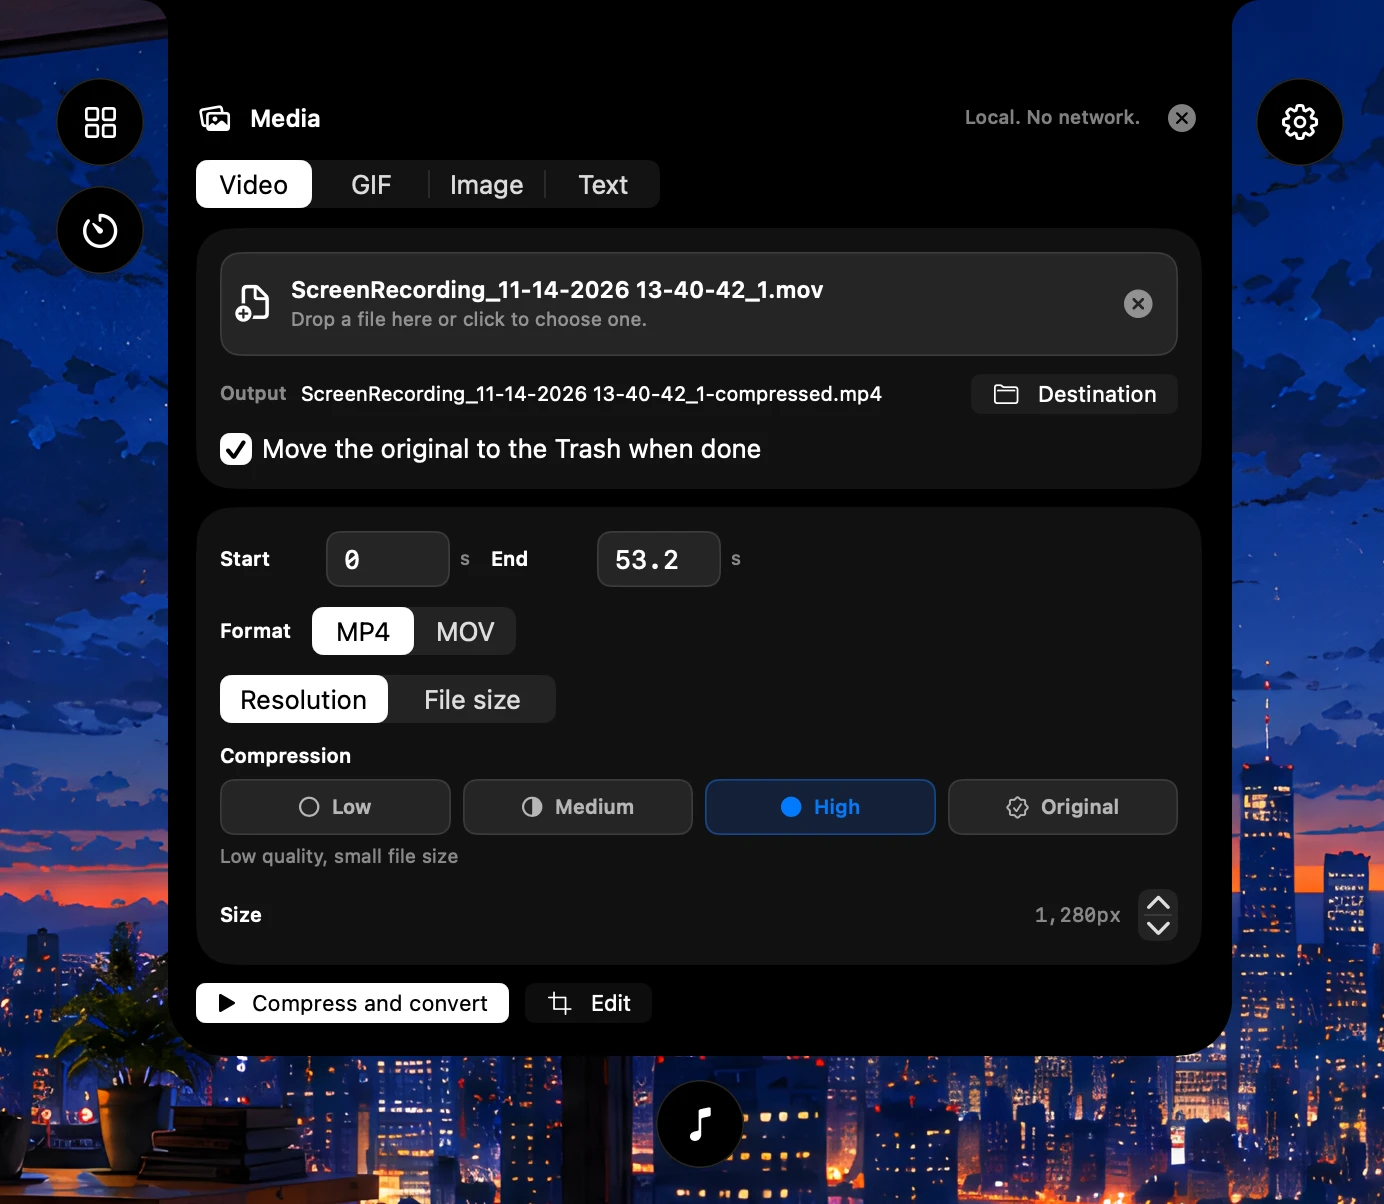 Media
Local. No network.
Video GIF Image Text
ScreenRecording_11-14-2026 13-40-42_1.mov
Drop a file here or click to choose one.
Output ScreenRecording_11-14-2026 13-40-42_1-compressed.mp4 Destination
Move the original to the Trash when done
Start 0 s End 53.2 s
Format MP4 MOV
Resolution File size
Compression
Low Medium High Original
Low quality, small file size
Size 1,280px
Compress and convert Edit